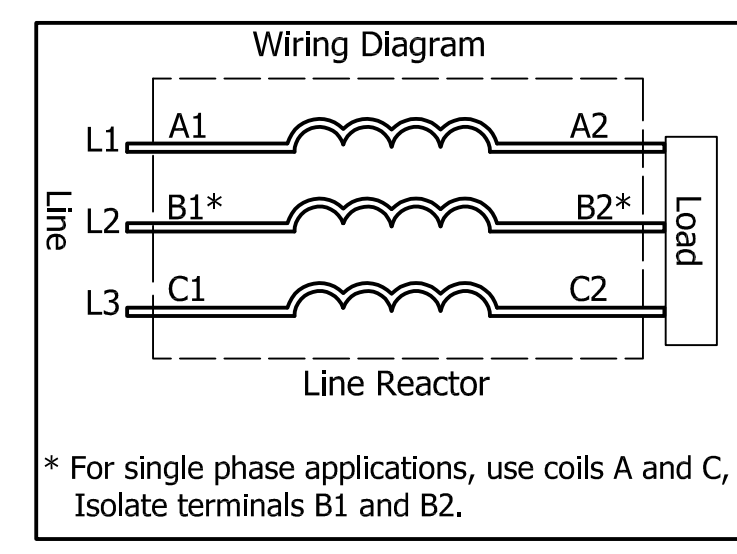 Wiring Diagram
L1 A1 A2
Line L2 B1* B2* Load
L3 C1 C2
Line Reactor
* For single phase applications, use coils A and C,
Isolate terminals B1 and B2.